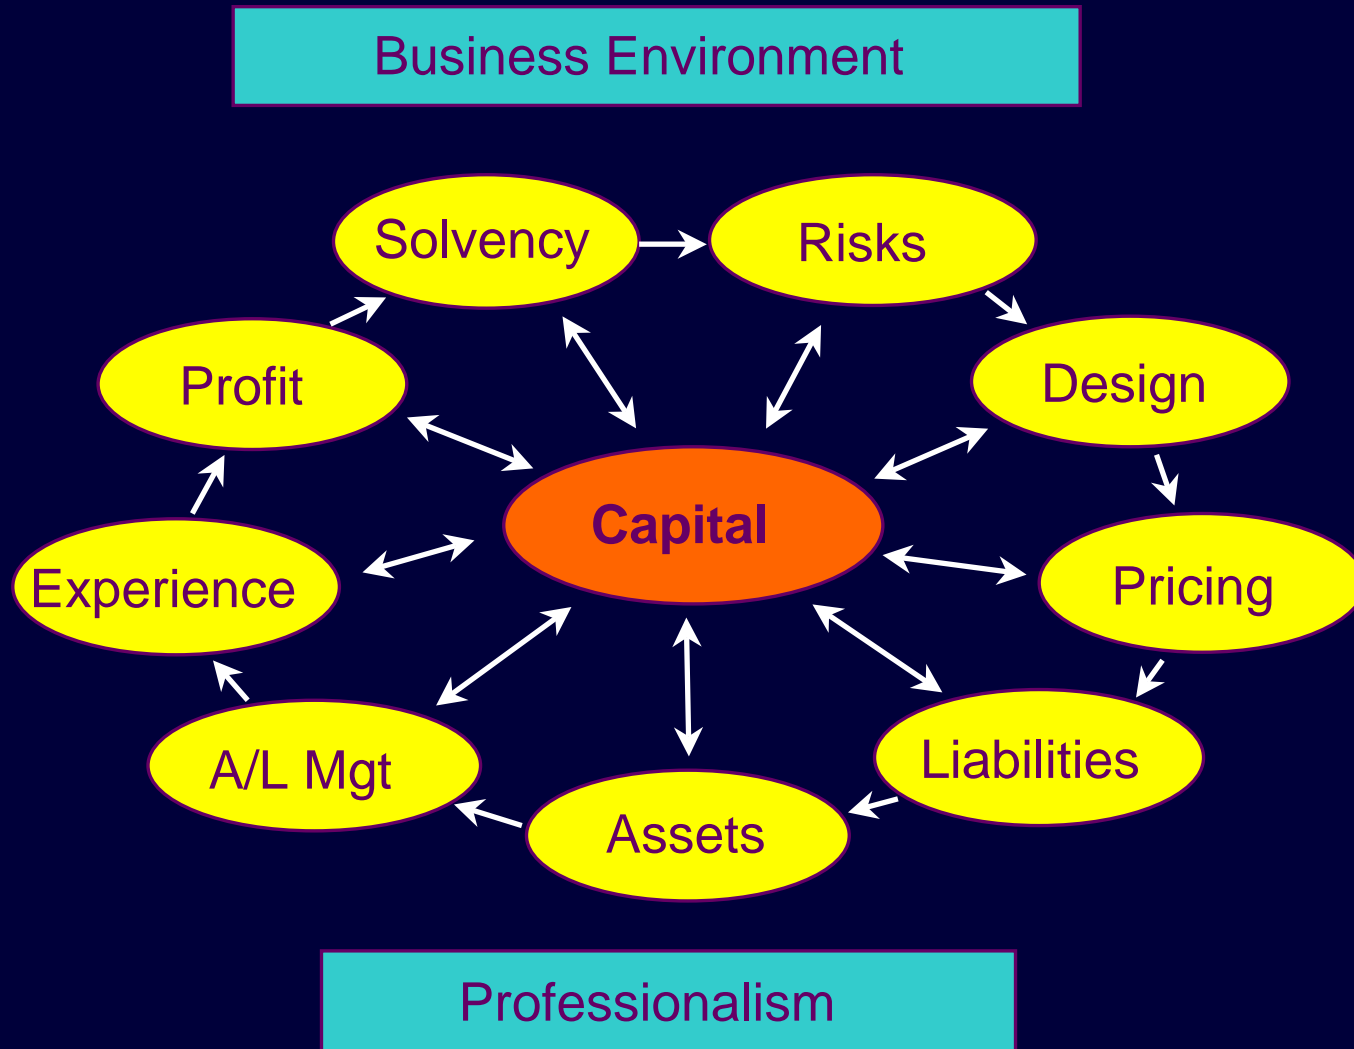 Business Environment
Solvency
Risks
Profit
Design
Capital
Experience
Pricing
A/L Mgt
Liabilities
Assets
Professionalism